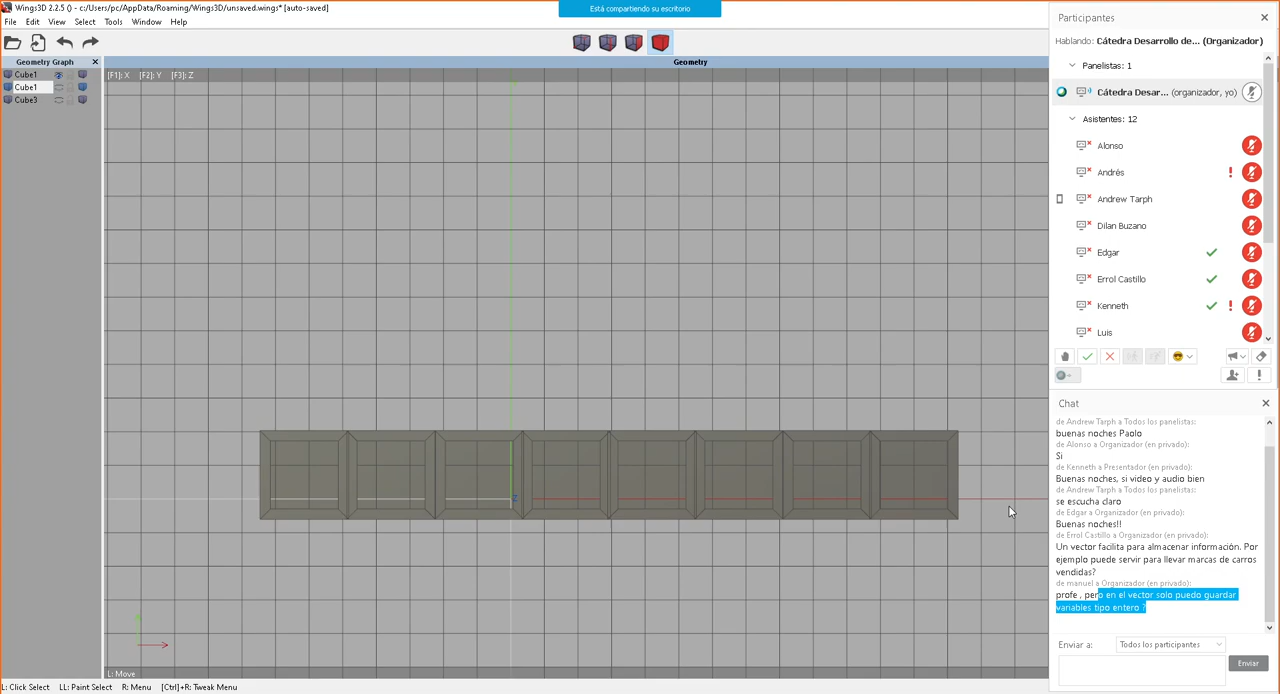 Wings3D 2.2.5 () - c:/Users/pc/AppData/Roaming/Wings3D/unsaved.wings* [auto-saved]
Está compartiendo su escritorio
File Edit View Select Tools Window Help
Geometry Graph
Cube1
Cube1
Cube3
Geometry
[F1]: X [F2]: Y [F3]: Z
Z
L: Move
L: Click Select LL: Paint Select R: Menu [Ctrl]+R: Tweak Menu
Participantes
Hablando: Cátedra Desarrollo de... (Organizador)
Panelistas: 1
Cátedra Desar... (organizador, yo)
Asistentes: 12
Alonso
Andrés
Andrew Tarph
Dilan Buzano
Edgar
Errol Castillo
Kenneth
Luis
Chat
de Andrew Tarph a Todos los panelistas:
buenas noches Paolo
de Alonso a Organizador (en privado):
Si
de Kenneth a Presentador (en privado):
Buenas noches, si video y audio bien
de Andrew Tarph a Todos los panelistas:
se escucha claro
de Edgar a Organizador (en privado):
Buenas noches!!
de Errol Castillo a Organizador (en privado):
Un vector facilita para almacenar información. Por
ejemplo puede servir para llevar marcas de carros
vendidas?
de manuel a Organizador (en privado):
profe , pero en el vector solo puedo guardar
variables tipo entero ?
Enviar a: Todos los participantes
Enviar